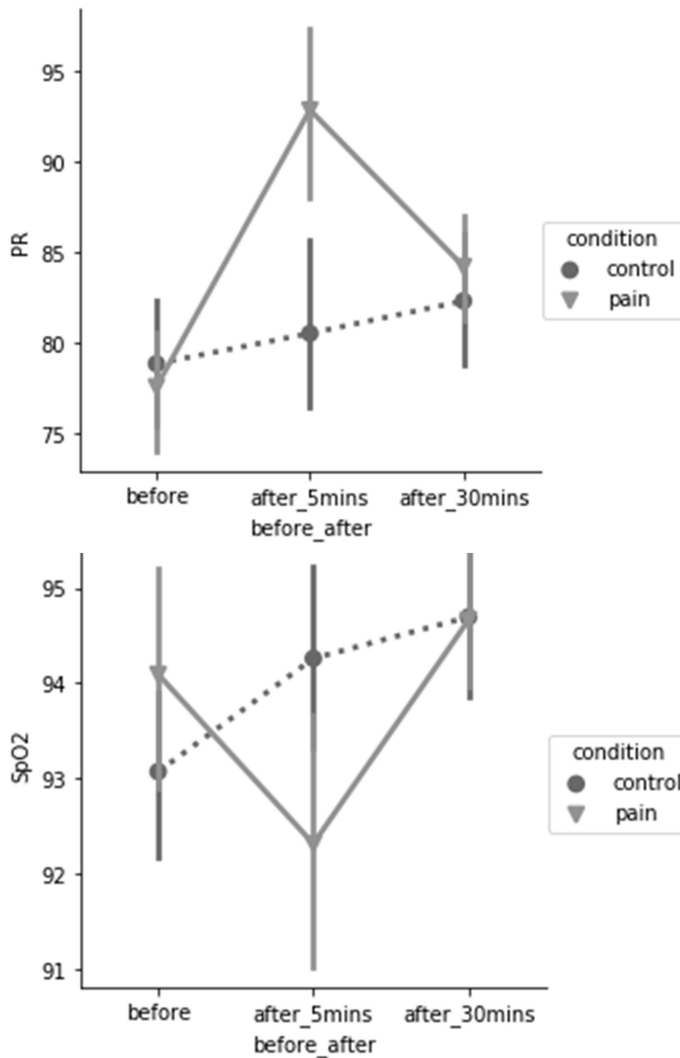 95
90
85
80
75
PR
before after_5mins after_30mins
before_after
condition
control
pain
95
94
93
92
91
SpO2
before after_5mins after_30mins
before_after
condition
control
pain